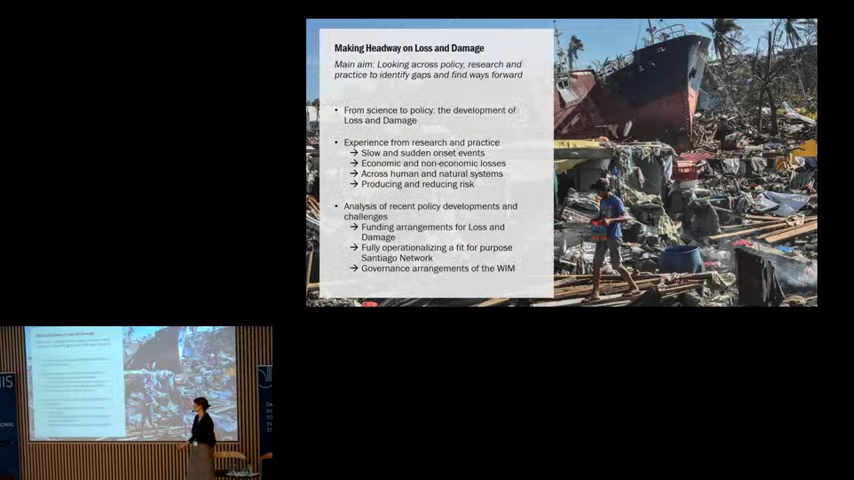 Making Headway on Loss and Damage
Main aim: Looking across policy, research and
practice to identify gaps and find ways forward
• From science to policy: the development of
Loss and Damage
• Experience from research and practice
→ Slow and sudden onset events
→ Economic and non-economic losses
→ Across human and natural systems
→ Producing and reducing risk
• Analysis of recent policy developments and
challenges
→ Funding arrangements for Loss and
Damage
→ Fully operationalizing a fit for purpose
Santiago Network
→ Governance arrangements of the WIM